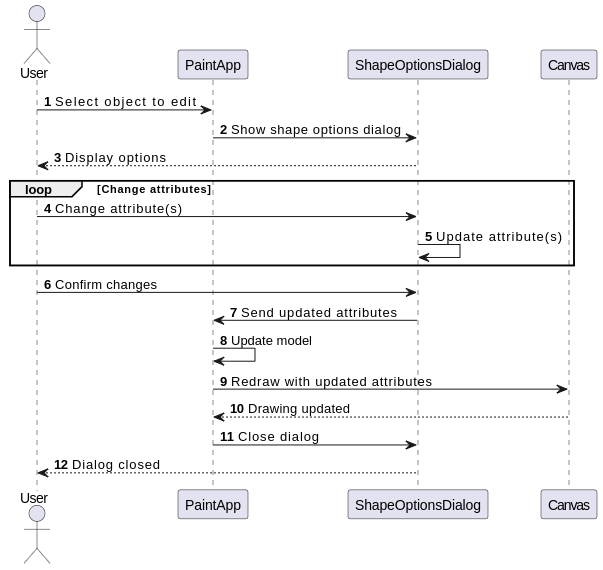 User
PaintApp
ShapeOptionsDialog
Canvas
1 Select object to edit
2 Show shape options dialog
3 Display options
loop [Change attributes]
4 Change attribute(s)
5 Update attribute(s)
6 Confirm changes
7 Send updated attributes
8 Update model
9 Redraw with updated attributes
10 Drawing updated
11 Close dialog
12 Dialog closed
User
PaintApp
ShapeOptionsDialog
Canvas